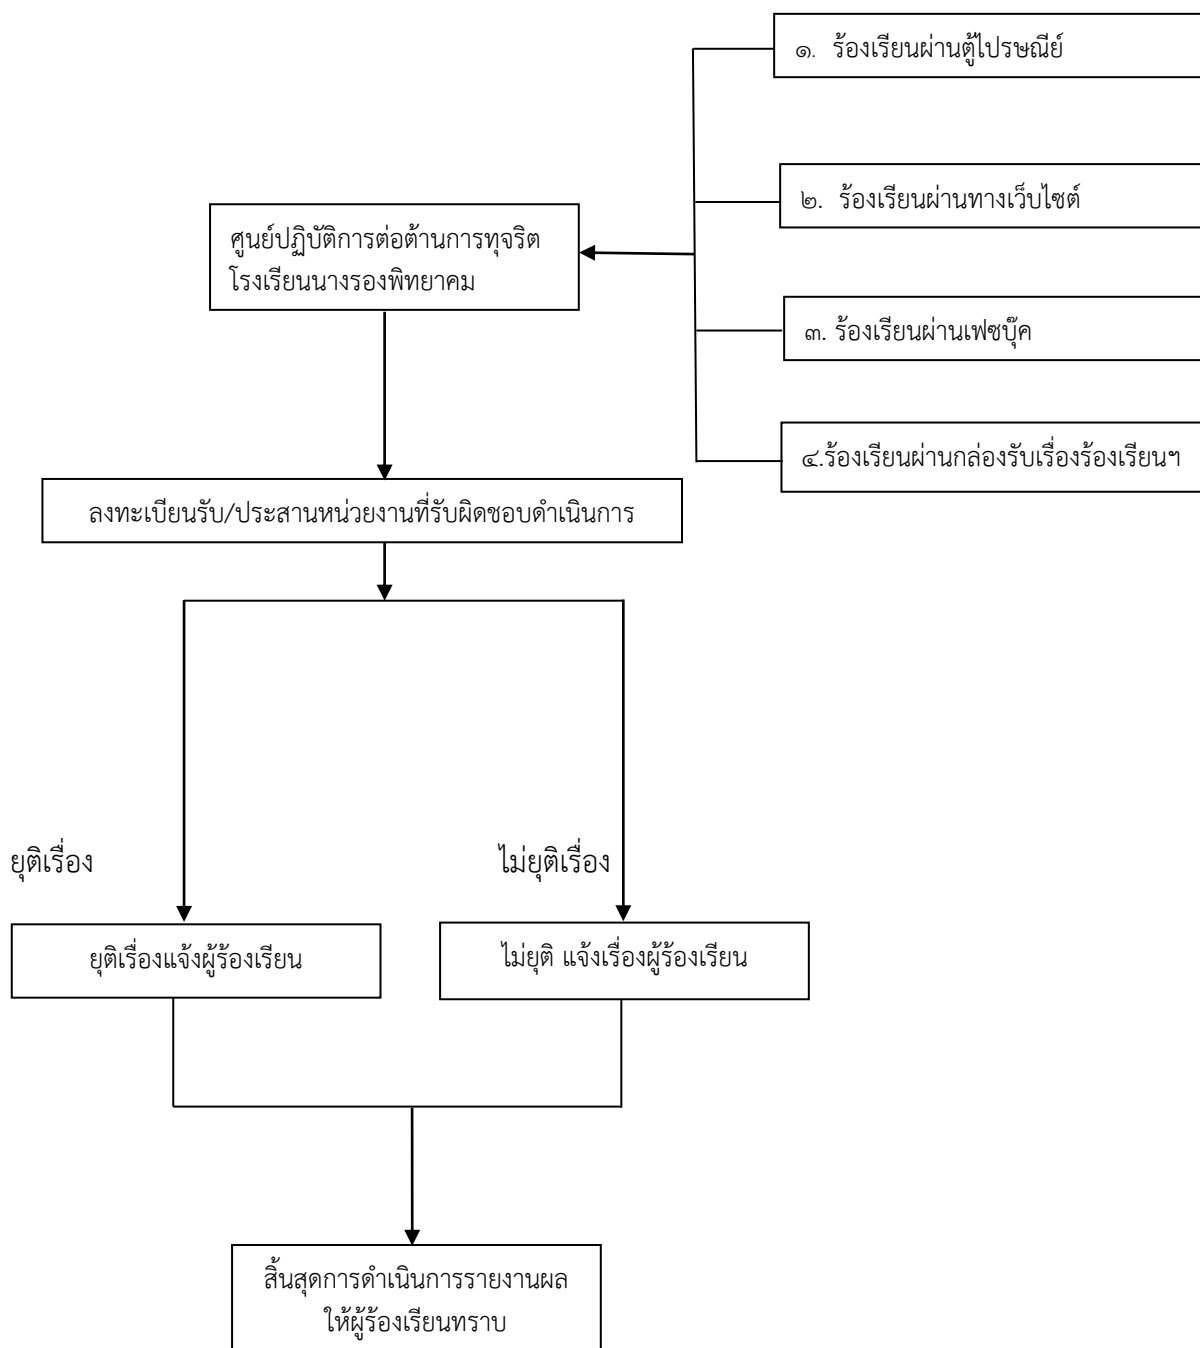 ๑. ร้องเรียนผ่านตู้ไปรษณีย์
๒. ร้องเรียนผ่านทางเว็บไซต์
ศูนย์ปฏิบัติการต่อต้านการทุจริต
โรงเรียนนางรองพิทยาคม
๓. ร้องเรียนผ่านเฟซบุ๊ค
๔.ร้องเรียนผ่านกล่องรับเรื่องร้องเรียนฯ
ลงทะเบียนรับ/ประสานหน่วยงานที่รับผิดชอบดำเนินการ
ยุติเรื่อง
ไม่ยุติเรื่อง
ยุติเรื่องแจ้งผู้ร้องเรียน
ไม่ยุติ แจ้งเรื่องผู้ร้องเรียน
สิ้นสุดการดำเนินการรายงานผล
ให้ผู้ร้องเรียนทราบ